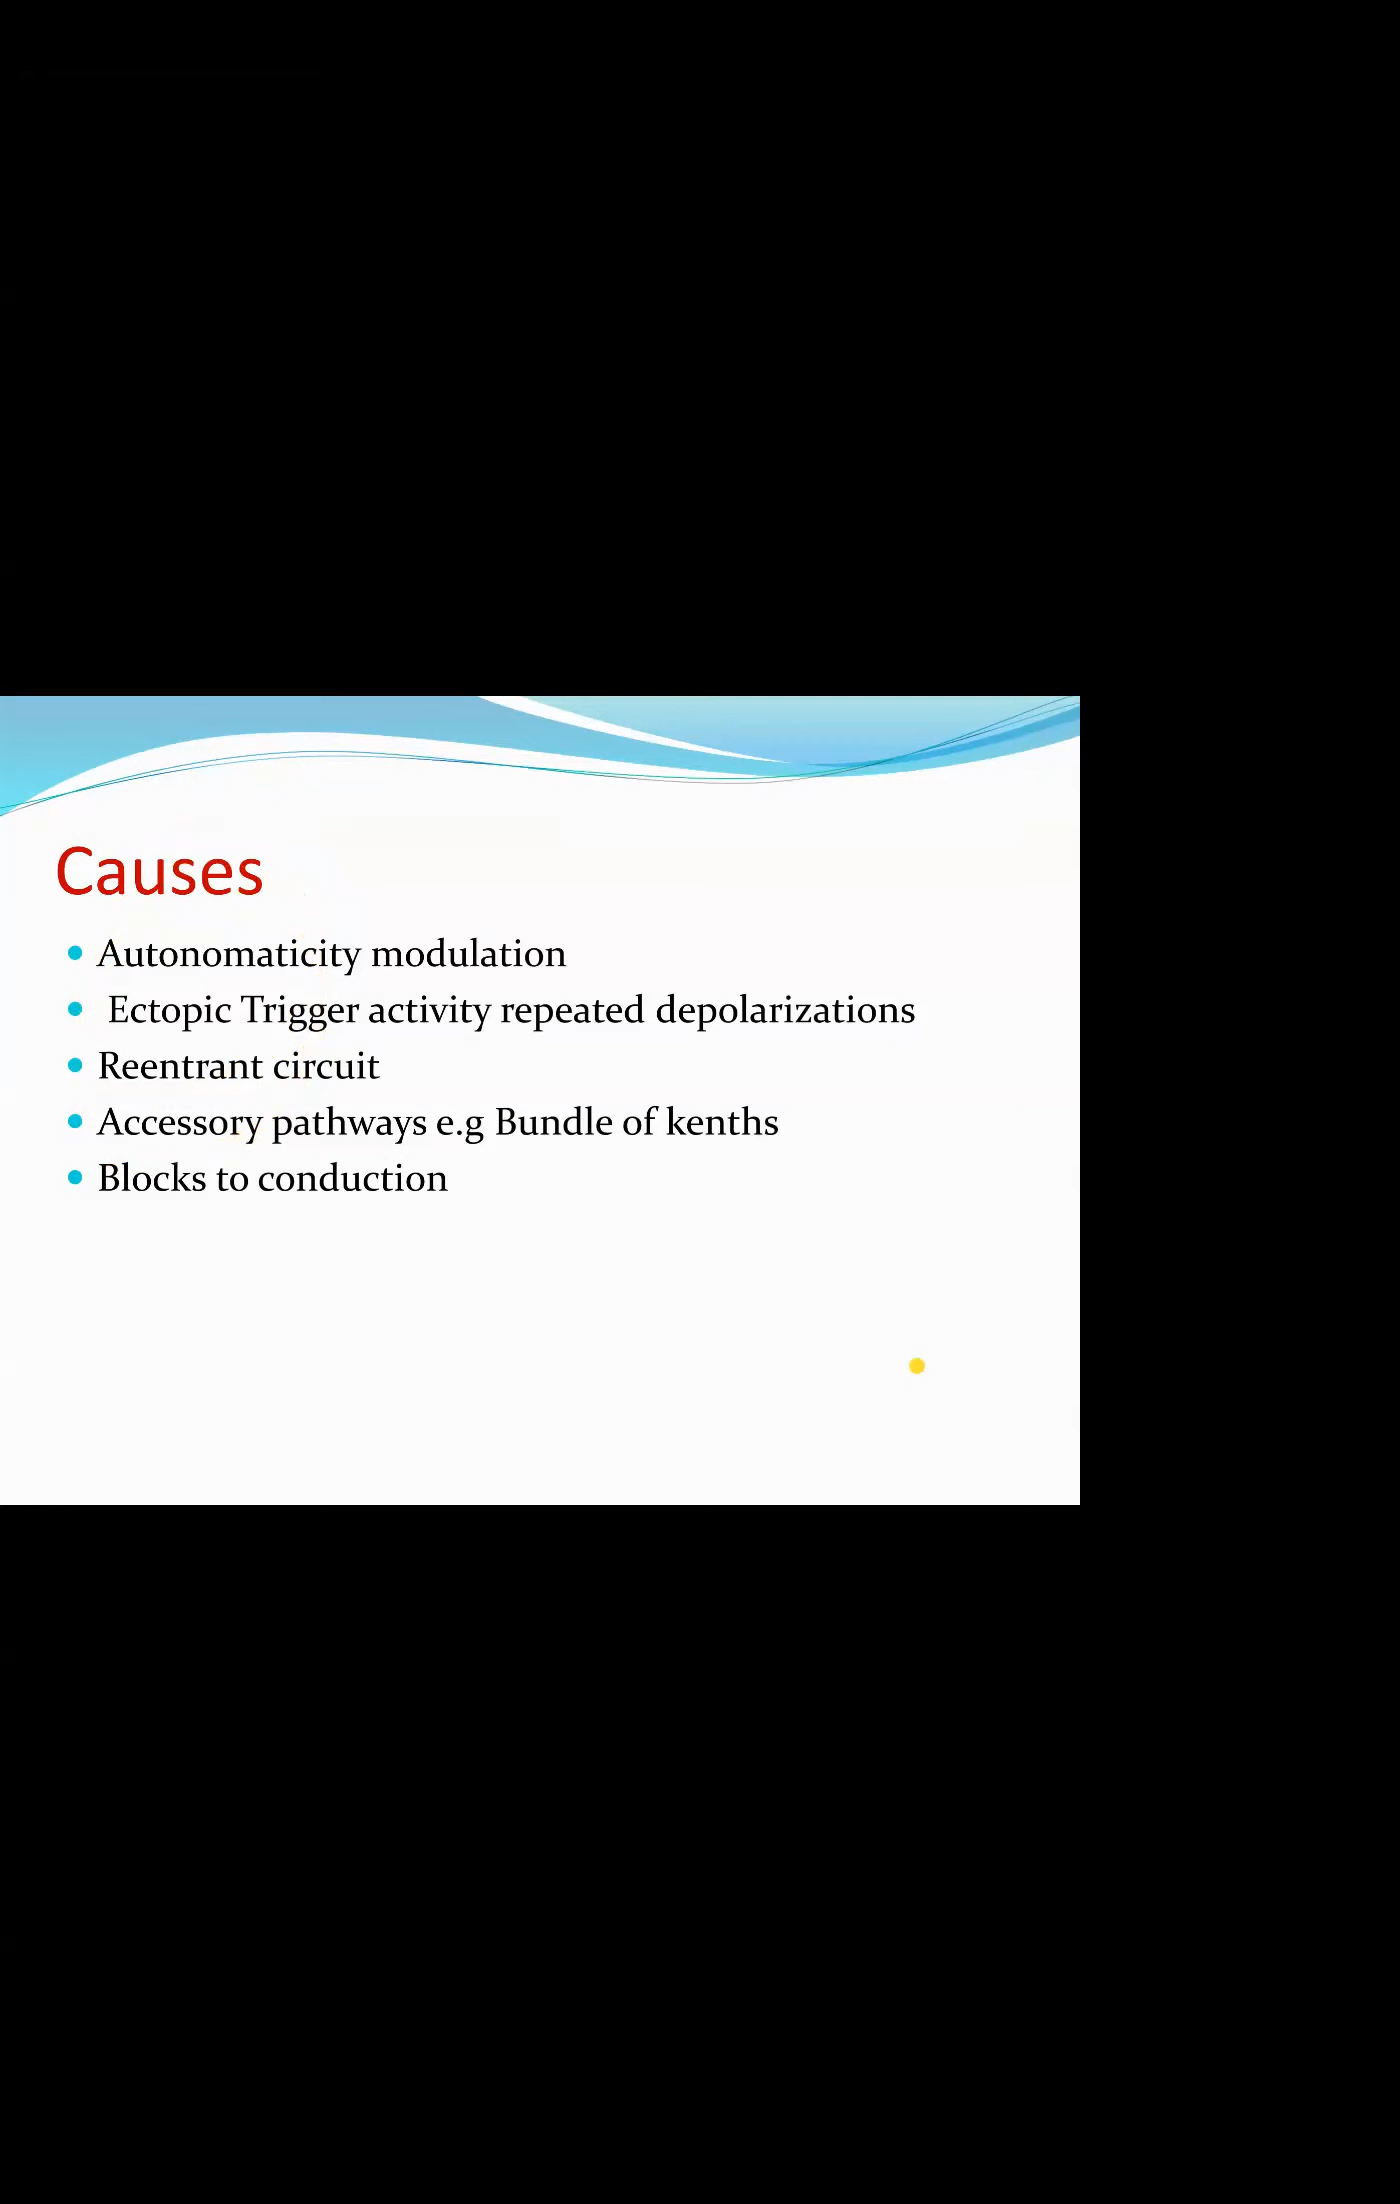 Causes
Autonomaticity modulation
Ectopic Trigger activity repeated depolarizations
Reentrant circuit
Accessory pathways e.g Bundle of kenths
Blocks to conduction